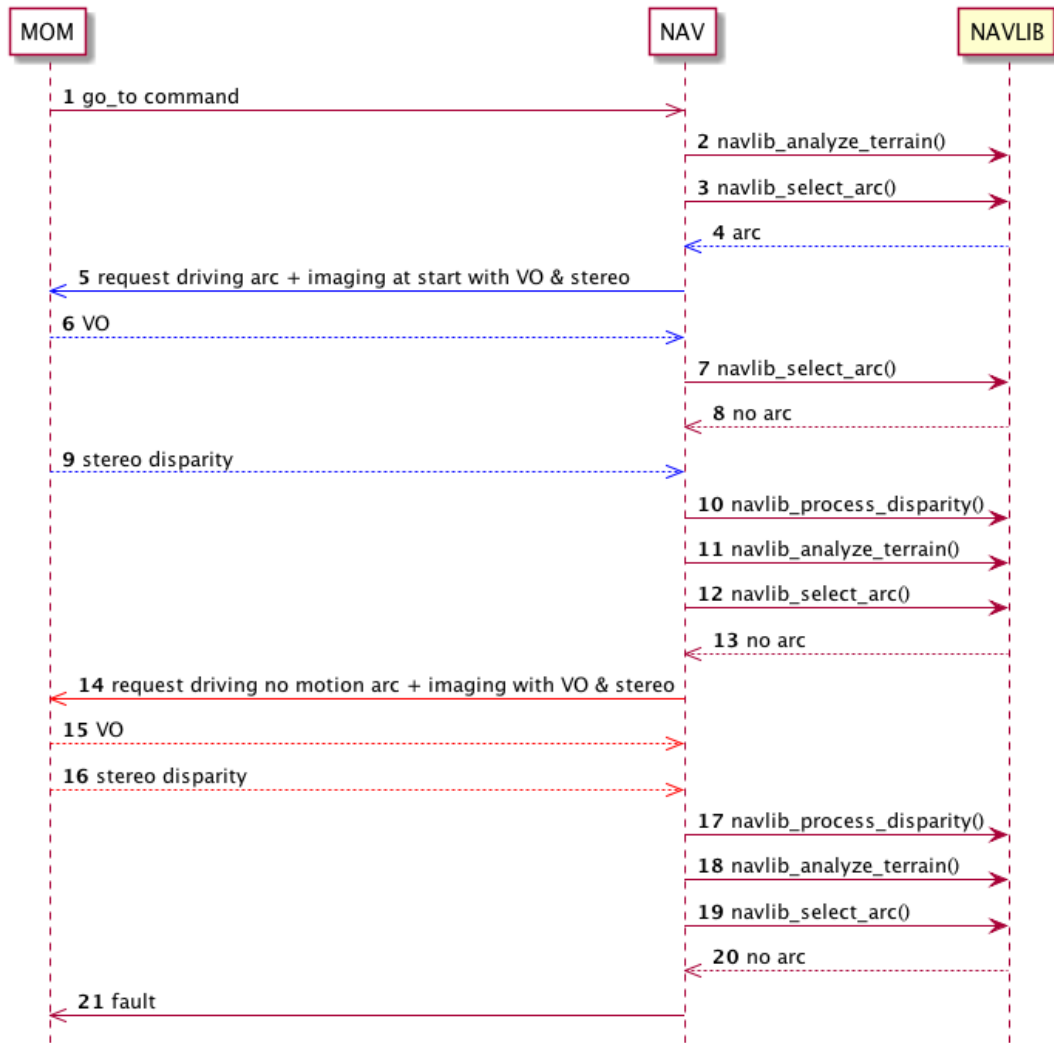 MOM NAV NAVLIB
1 go_to command
2 navlib_analyze_terrain()
3 navlib_select_arc()
4 arc
5 request driving arc + imaging at start with VO & stereo
6 VO
7 navlib_select_arc()
8 no arc
9 stereo disparity
10 navlib_process_disparity()
11 navlib_analyze_terrain()
12 navlib_select_arc()
13 no arc
14 request driving no motion arc + imaging with VO & stereo
15 VO
16 stereo disparity
17 navlib_process_disparity()
18 navlib_analyze_terrain()
19 navlib_select_arc()
20 no arc
21 fault